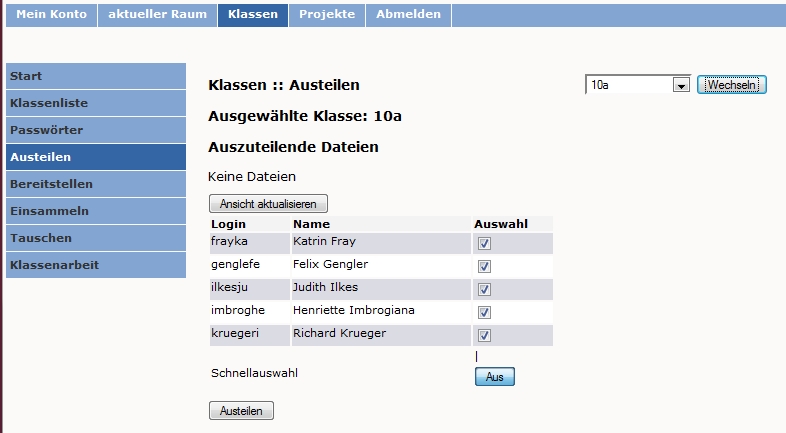 Mein Konto aktueller Raum Klassen Projekte Abmelden
Start
Klassenliste
Passwörter
Austeilen
Bereitstellen
Einsammeln
Tauschen
Klassenarbeit
Klassen :: Austeilen
10a Wechseln
Ausgewählte Klasse: 10a
Auszuteilende Dateien
Keine Dateien
Ansicht aktualisieren
Login Name Auswahl
frayka Katrin Fray
genglefe Felix Gengler
ilkesju Judith Ilkes
imbroghe Henriette Imbrogiana
kruegeri Richard Krueger
|
Schnellauswahl Aus
Austeilen